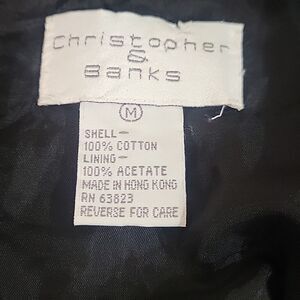 Christopher
&
Banks
M
SHELL-
100% COTTON
LINING-
100% ACETATE
MADE IN HONG KONG
RN 63823
REVERSE FOR CARE